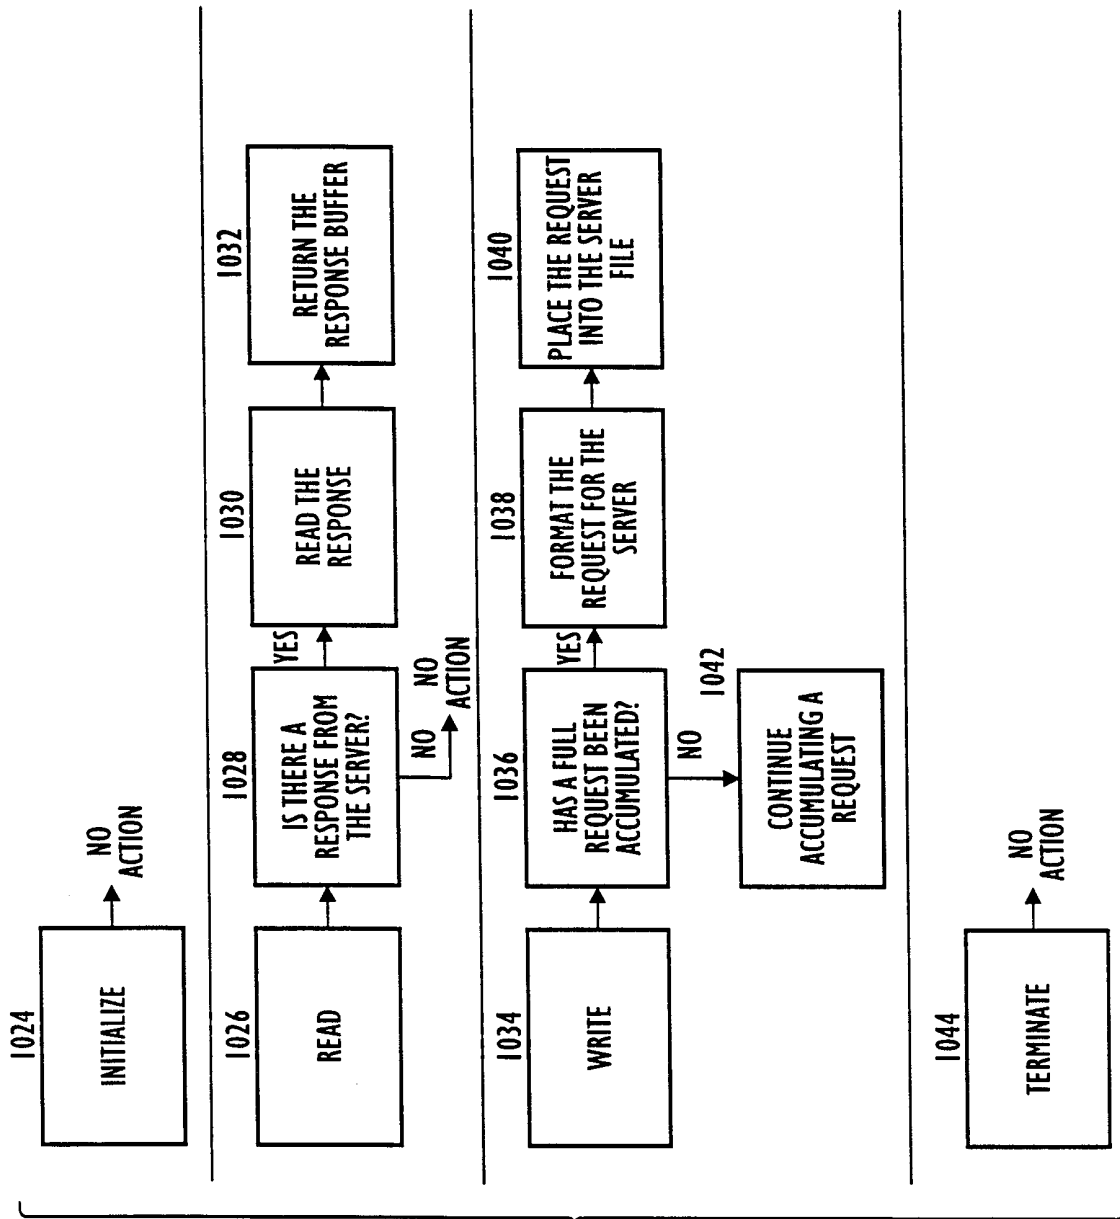 1024
INITIALIZE
NO
ACTION
1026
READ
1028
IS THERE A
RESPONSE FROM
THE SERVER?
YES
NO
NO
ACTION
1030
READ THE
RESPONSE
1032
RETURN THE
RESPONSE BUFFER
1034
WRITE
1036
HAS A FULL
REQUEST BEEN
ACCUMULATED?
YES
NO
1038
FORMAT THE
REQUEST FOR THE
SERVER
1040
PLACE THE REQUEST
INTO THE SERVER
FILE
1042
CONTINUE
ACCUMULATING A
REQUEST
1044
TERMINATE
NO
ACTION